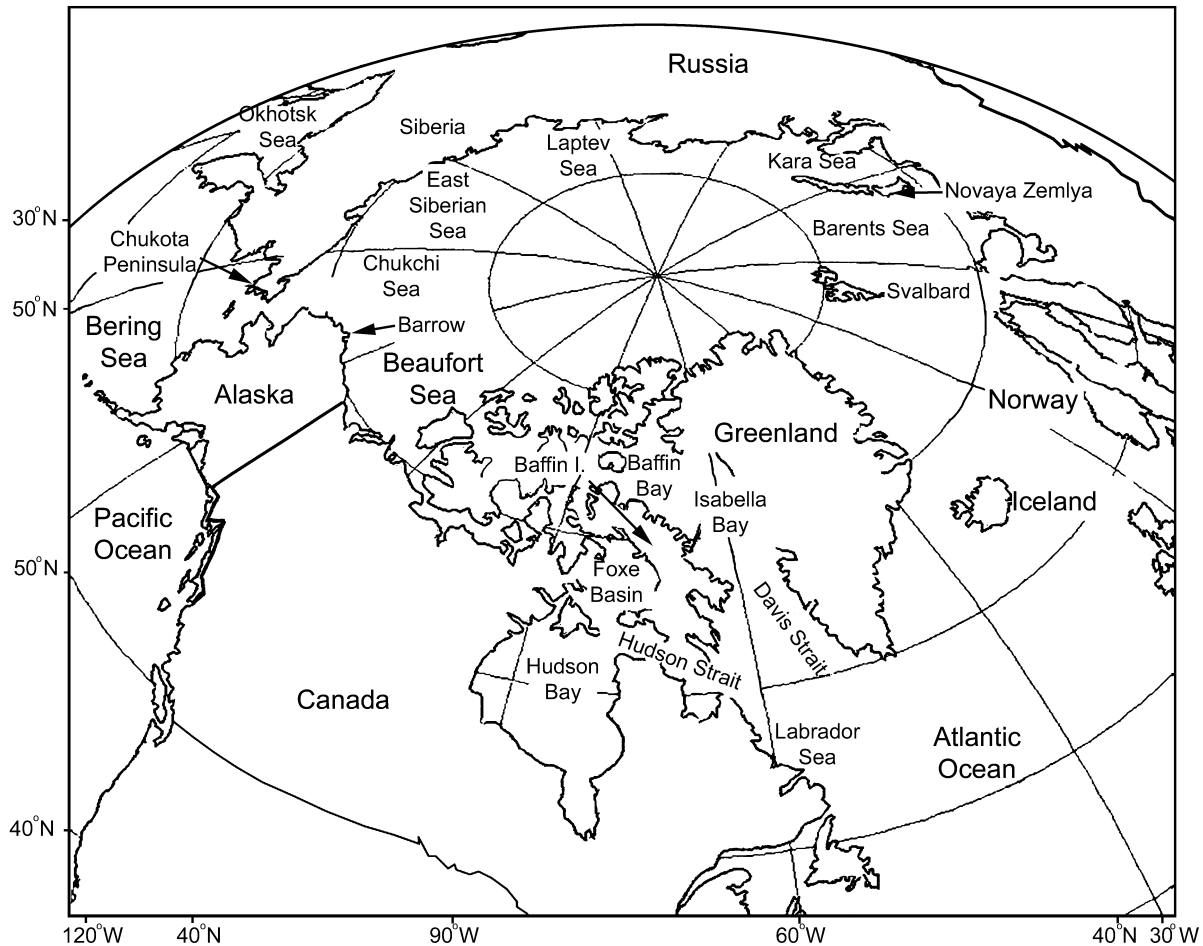 Russia
Okhotsk
Sea
Siberia
Laptev
Sea
Kara Sea
East
Siberian
Sea
Novaya Zemlya
30°N
Barents Sea
Chukota
Peninsula
Chukchi
Sea
Svalbard
50°N
Bering
Sea
Barrow
Beaufort
Sea
Alaska
Norway
Greenland
Baffin I.
Baffin
Bay
Isabella
Bay
Iceland
Pacific
Ocean
50°N
Foxe
Basin
Davis Strait
Hudson Strait
Hudson
Bay
Canada
Labrador
Sea
Atlantic
Ocean
40°N
120°W
40°N
90°W
60°W
40°N
30°W